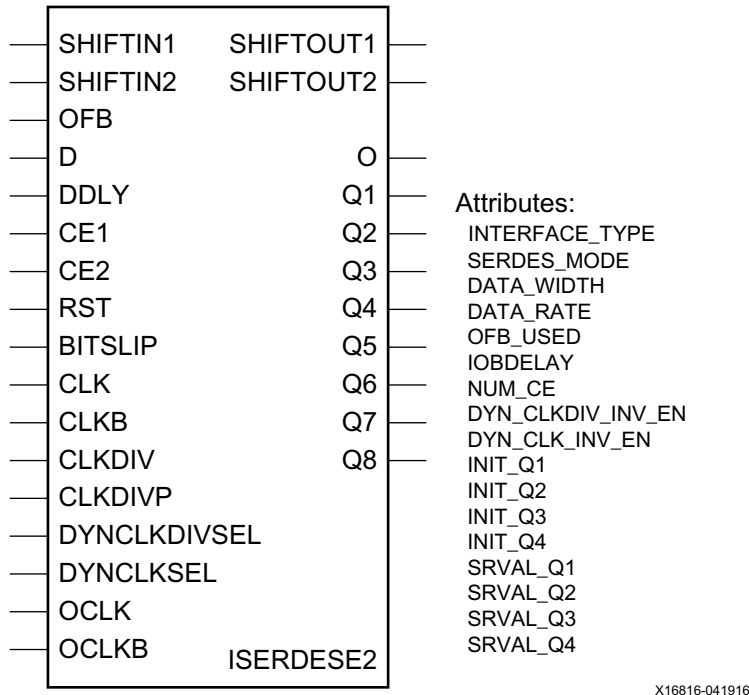 SHIFTIN1 SHIFTOUT1
SHIFTIN2 SHIFTOUT2
OFB
D O
DDLY Q1
CE1 Q2
CE2 Q3
RST Q4
BITSLIP Q5
CLK Q6
CLKB Q7
CLKDIV Q8
CLKDIVP
DYNCLKDIVSEL
DYNCLKSEL
OCLK
OCLKB ISERDESE2
Attributes:
INTERFACE_TYPE
SERDES_MODE
DATA_WIDTH
DATA_RATE
OFB_USED
IOBDELAY
NUM_CE
DYN_CLKDIV_INV_EN
DYN_CLK_INV_EN
INIT_Q1
INIT_Q2
INIT_Q3
INIT_Q4
SRVAL_Q1
SRVAL_Q2
SRVAL_Q3
SRVAL_Q4
X16816-041916